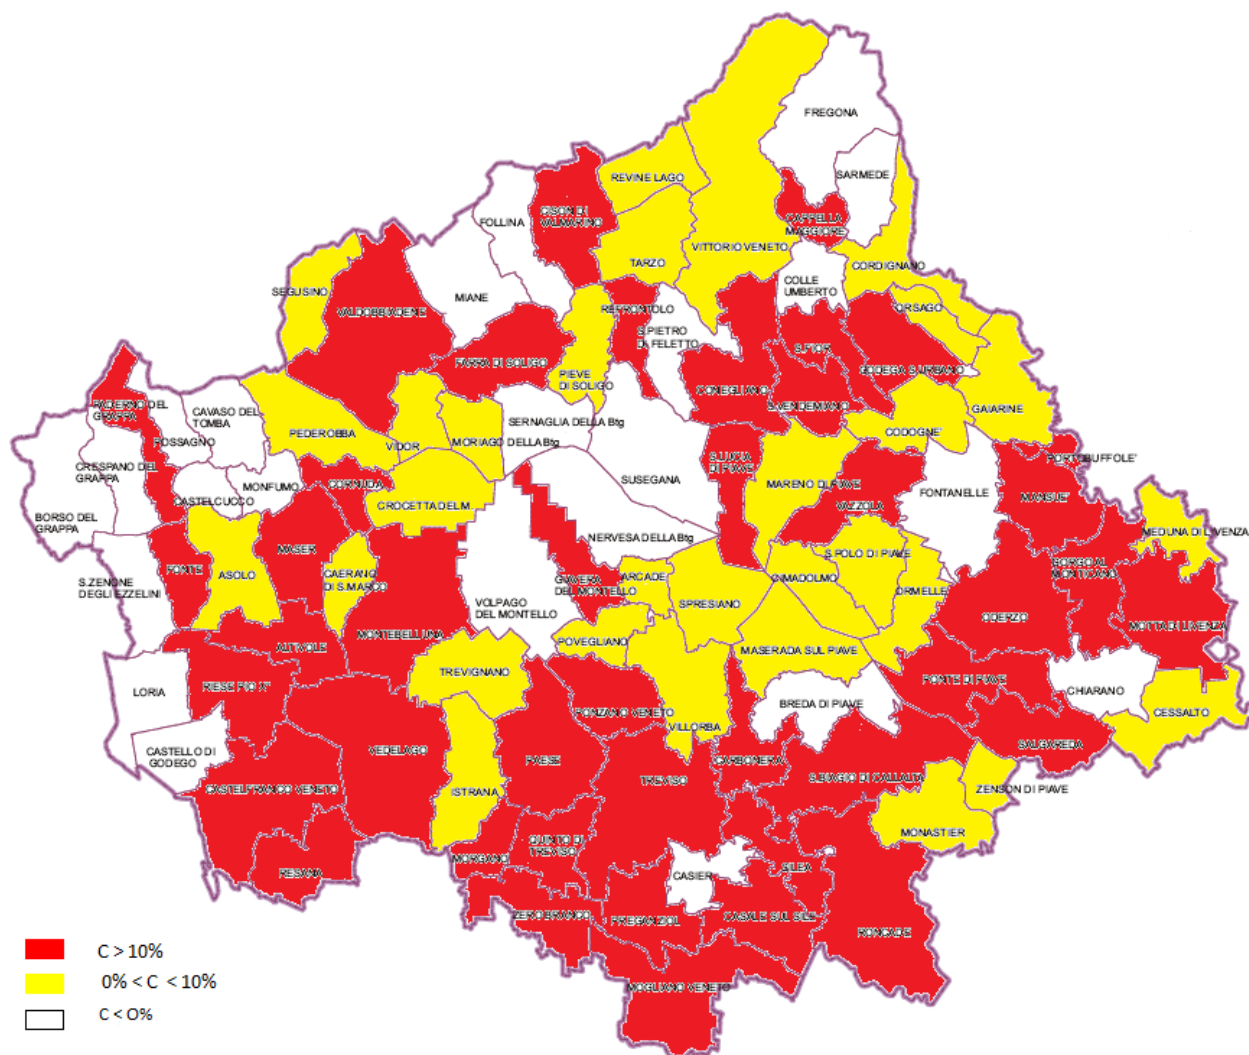 FREGONA
SARMEDE
REVINE LAGO
CISON DI
VALMARINO
FOLLINA
CAPPELLA
MAGGIORE
VITTORIO VENETO
TARZO
CORDIGNANO
COLLE
UMBERTO
SEGUSINO
MIANE
VALDOBBIADENE
REFRONTOLO
ORSAGO
S.PIETRO
DI FELETTO
S.FIOR
FARRA DI SOLIGO
GODEGA S.URBANO
PIEVE
DI SOLIGO
CONEGLIANO
S.VENDEMIANO
GAIARINE
PADERNO DEL
GRAPPA
CAVASO DEL
TOMBA
SERNAGLIA DELLA Btg
PEDEROBBA
VIDOR
MORIAGO DELLA Btg
CODOGNE'
POSSAGNO
CRESPANO DEL
GRAPPA
S.LUCIA
DI PIAVE
PORTOBUFFOLE'
SUSEGANA
MONFUMO
CORNUDA
MARENO DI PIAVE
FONTANELLE
MANSUE'
CASTELCUCCO
CROCETTA DEL M.
VAZZOLA
BORSO DEL
GRAPPA
MEDUNA DI LIVENZA
NERVESA DELLA Btg
MASER
S.POLO DI PIAVE
GORGO AL
MONTICANO
FONTE
ASOLO
CAERANO
DI S.MARCO
ARCADE
CIMADOLMO
S.ZENONE
DEGLI EZZELINI
GIAVERA
DEL MONTELLO
ORMELLE
VOLPAGO
DEL MONTELLO
SPRESIANO
ODERZO
MOTTA DI LIVENZA
MONTEBELLUNA
POVEGLIANO
ALTIVOLE
MASERADA SUL PIAVE
TREVIGNANO
PONTE DI PIAVE
RIESE PIO X°
LORIA
CHIARANO
BREDA DI PIAVE
PONZANO VENETO
CESSALTO
VILLORBA
SALGAREDA
CASTELLO DI
GODEGO
VEDELAGO
PAESE
CARBONERA
TREVISO
S.BIAGIO DI CALLALTA
CASTELFRANCO VENETO
ISTRANA
ZENSON DI PIAVE
MONASTIER
QUINTO DI
TREVISO
MORGANO
SILEA
RESANA
CASIER
ZERO BRANCO
PREGANZIOL
CASALE SUL SILE
RONCADE
MOGLIANO VENETO
C > 10%
0% < C < 10%
C < O%